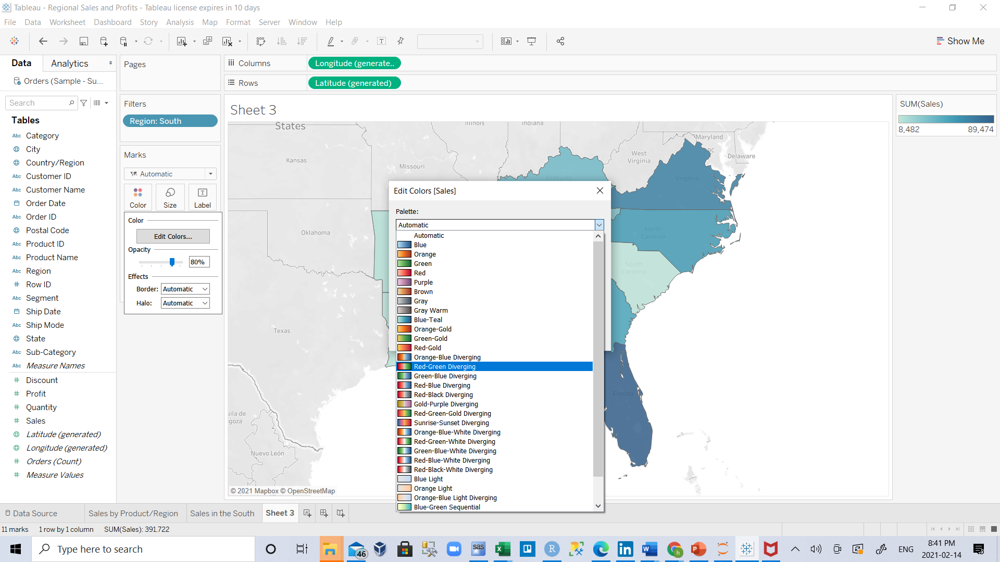 Tableau - Regional Sales and Profits - Tableau license expires in 10 days
File Data Worksheet Dashboard Story Analysis Map Format Server Window Help
Show Me
Data Analytics
Orders (Sample - Su...
Search
Tables
Abc Category
City
Country/Region
Abc Customer ID
Abc Customer Name
Order Date
Abc Order ID
Postal Code
Abc Product ID
Abc Product Name
Abc Region
# Row ID
Abc Segment
Ship Date
Abc Ship Mode
State
Abc Sub-Category
Abc Measure Names
# Discount
# Profit
# Quantity
# Sales
Latitude (generated)
Longitude (generated)
# Orders (Count)
# Measure Values
Pages
Filters
Region: South
Marks
Automatic
Color Size Label
Color
Edit Colors...
Opacity
80%
Effects
Border: Automatic
Halo: Automatic
Columns Longitude (generate..
Rows Latitude (generated)
Sheet 3
States
Illinois
Indiana
Maryland
DC
Delaware
West
Virginia
Kansas
Missouri
Kentucky
Virginia
Oklahoma
North
Carolina
South
Carolina
Texas
Florida
uila de
goza
Nuevo León
© 2021 Mapbox © OpenStreetMap
Edit Colors [Sales]
Palette:
Automatic
Automatic
Blue
Orange
Green
Red
Purple
Brown
Gray
Gray Warm
Blue-Teal
Orange-Gold
Green-Gold
Red-Gold
Orange-Blue Diverging
Red-Green Diverging
Green-Blue Diverging
Red-Blue Diverging
Red-Black Diverging
Gold-Purple Diverging
Red-Green-Gold Diverging
Sunrise-Sunset Diverging
Orange-Blue-White Diverging
Red-Green-White Diverging
Green-Blue-White Diverging
Red-Blue-White Diverging
Red-Black-White Diverging
Blue Light
Orange Light
Orange-Blue Light Diverging
Blue-Green Sequential
SUM(Sales)
8,482 89,474
Data Source Sales by Product/Region Sales in the South Sheet 3
11 marks 1 row by 1 column SUM(Sales): 391,722
Type here to search
46
sas
ENG
8:41 PM
2021-02-14